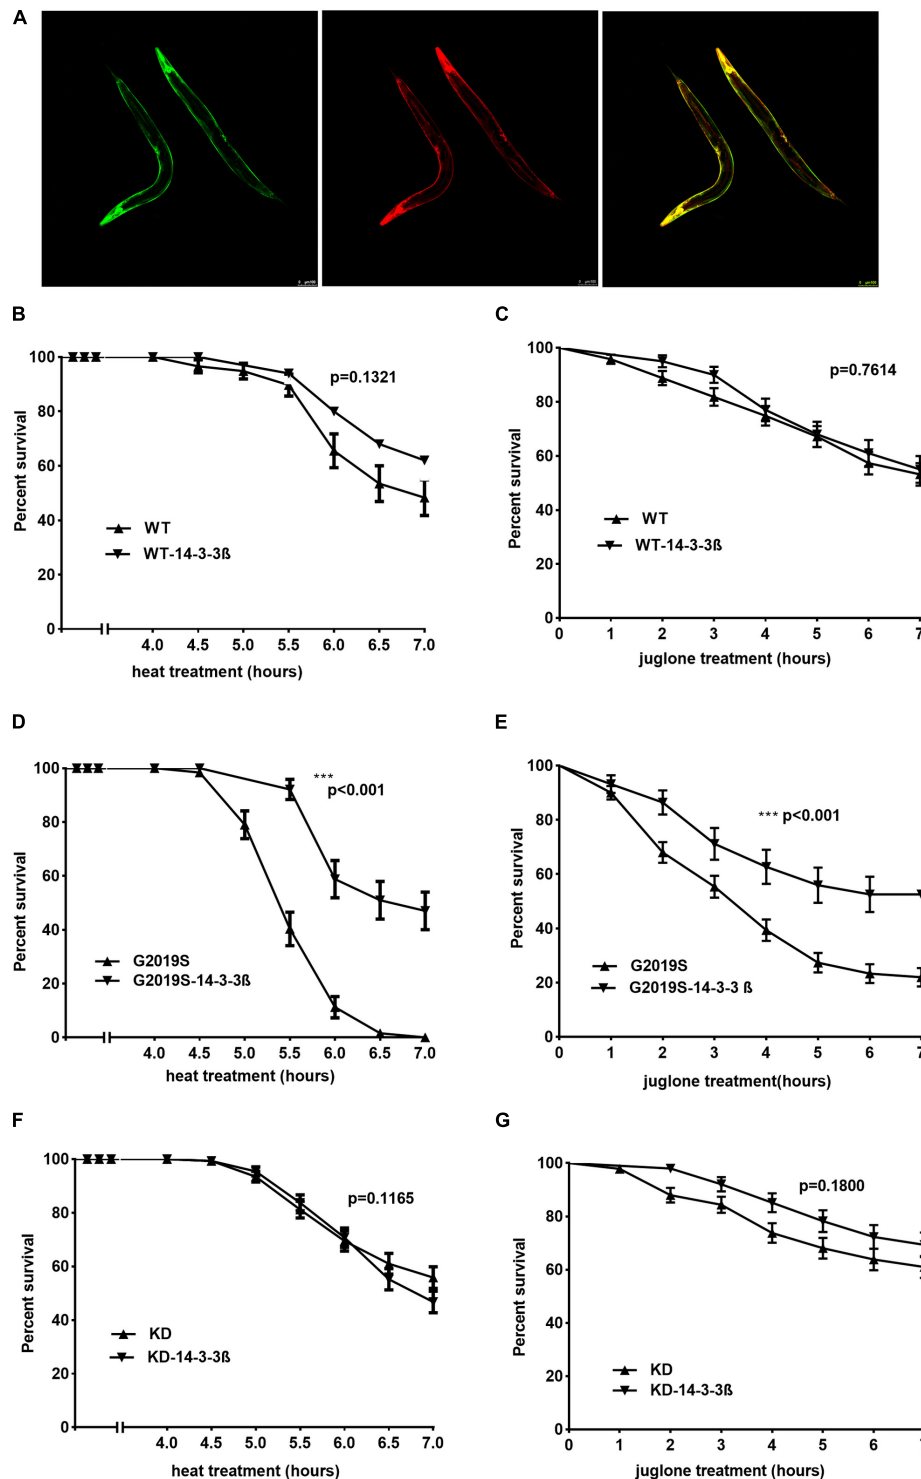 A
B
100
80
60
40
20
0
Percent survival
p=0.1321
WT
WT-14-3-3ß
4.0 4.5 5.0 5.5 6.0 6.5 7.0
heat treatment (hours)
C
100
80
60
40
20
0
Percent survival
p=0.7614
WT
WT-14-3-3ß
0 1 2 3 4 5 6 7
juglone treatment (hours)
D
100
80
60
40
20
0
Percent survival
***
p<0.001
G2019S
G2019S-14-3-3ß
4.0 4.5 5.0 5.5 6.0 6.5 7.0
heat treatment (hours)
E
100
80
60
40
20
0
Percent survival
*** p<0.001
G2019S
G2019S-14-3-3 ß
0 1 2 3 4 5 6 7
juglone treatment(hours)
F
100
80
60
40
20
0
Percent survival
p=0.1165
KD
KD-14-3-3ß
4.0 4.5 5.0 5.5 6.0 6.5 7.0
heat treatment (hours)
G
100
80
60
40
20
0
Percent survival
p=0.1800
KD
KD-14-3-3ß
0 1 2 3 4 5 6
juglone treatment (hours)